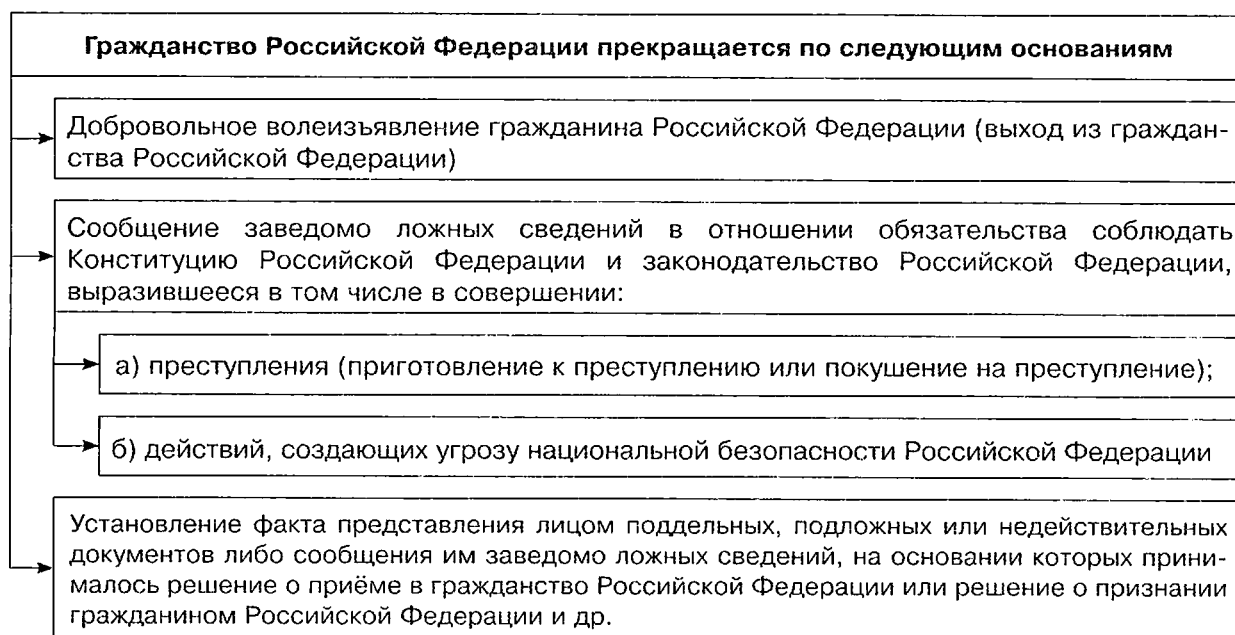 Гражданство Российской Федерации прекращается по следующим основаниям
Добровольное волеизъявление гражданина Российской Федерации (выход из граждан-
ства Российской Федерации)
Сообщение заведомо ложных сведений в отношении обязательства соблюдать
Конституцию Российской Федерации и законодательство Российской Федерации,
выразившееся в том числе в совершении:
а) преступления (приготовление к преступлению или покушение на преступление);
б) действий, создающих угрозу национальной безопасности Российской Федерации
Установление факта представления лицом поддельных, подложных или недействительных
документов либо сообщения им заведомо ложных сведений, на основании которых прини-
малось решение о приёме в гражданство Российской Федерации или решение о признании
гражданином Российской Федерации и др.